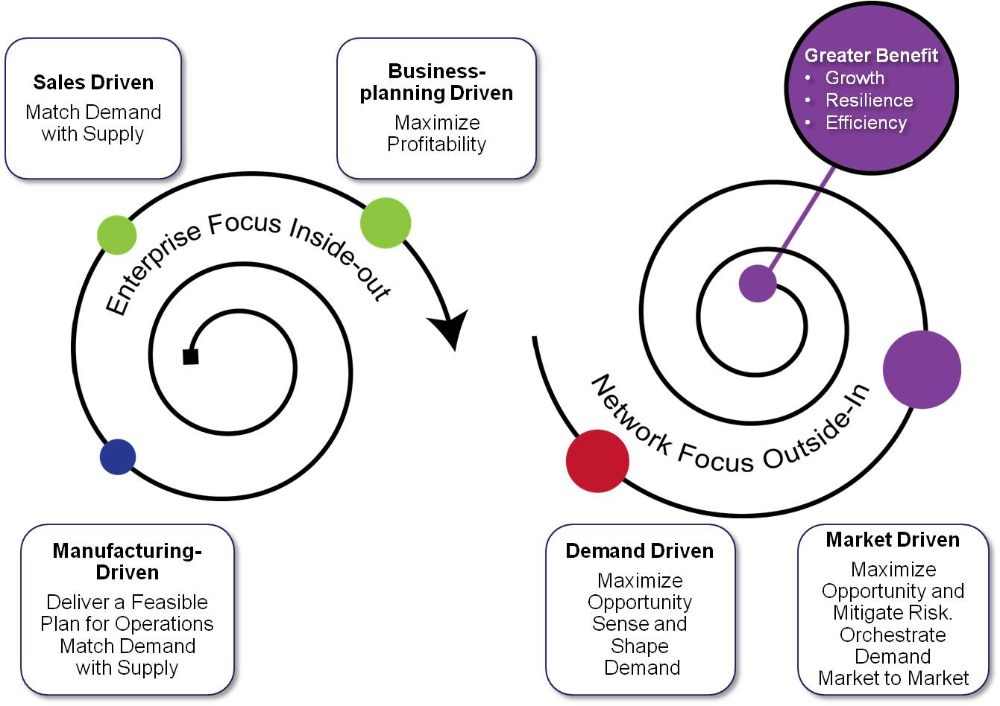 Sales Driven
Match Demand
with Supply
Business-
planning Driven
Maximize
Profitability
Greater Benefit
• Growth
• Resilience
• Efficiency
Enterprise Focus Inside-out
Network Focus Outside-In
Manufacturing-
Driven
Deliver a Feasible
Plan for Operations
Match Demand
with Supply
Demand Driven
Maximize
Opportunity
Sense and
Shape
Demand
Market Driven
Maximize
Opportunity and
Mitigate Risk.
Orchestrate
Demand
Market to Market